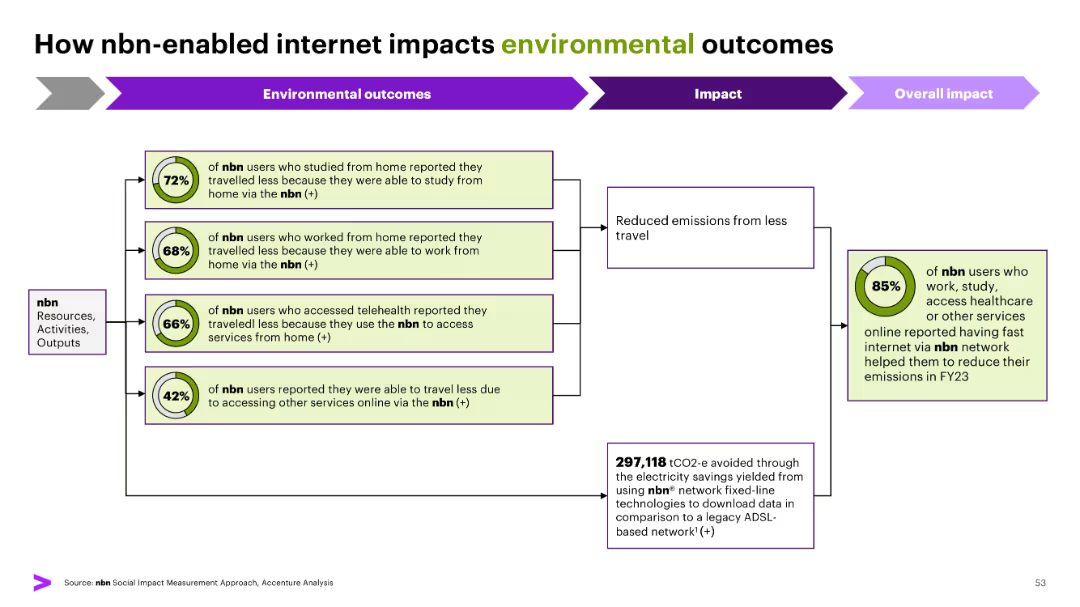 How nbn-enabled internet impacts environmental outcomes
Environmental outcomes
Impact
Overall impact
72%
of nbn users who studied from home reported they
travelled less because they were able to study from
home via the nbn (+)
68%
of nbn users who worked from home reported they
travelled less because they were able to work from
home via the nbn (+)
66%
of nbn users who accessed telehealth reported they
traveledl less because they use the nbn to access
services from home (+)
42%
of nbn users reported they were able to travel less due
to accessing other services online via the nbn (+)
nbn
Resources,
Activities,
Outputs
Reduced emissions from less
travel
297,118 tCO2-e avoided through
the electricity savings yielded from
using nbn® network fixed-line
technologies to download data in
comparison to a legacy ADSL-
based network¹ (+)
85%
of nbn users who
work, study,
access healthcare
or other services
online reported having fast
internet via nbn network
helped them to reduce their
emissions in FY23
Source: nbn Social Impact Measurement Approach, Accenture Analysis
53